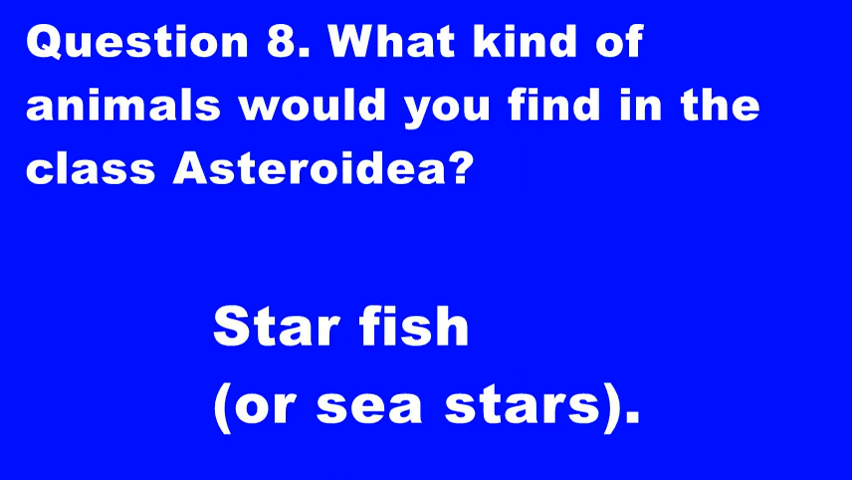 Question 8. What kind of
animals would you find in the
class Asteroidea?
Star fish
(or sea stars).